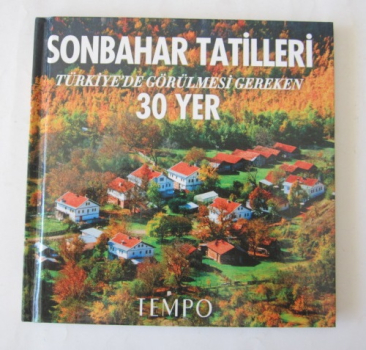 SONBAHAR TATİLLERİ
TÜRKİYE'DE GÖRÜLMESİ GEREKEN
30 YER
TEMPO